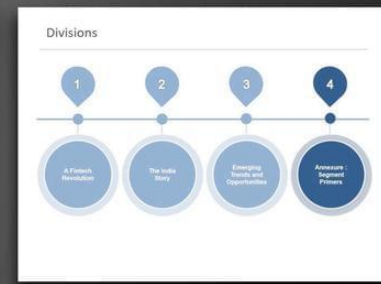 Divisions
1
2
3
4
A Fintech
Revolution
The India
Story
Emerging
Trends and
Opportunities
Annexure :
Segment
Primers